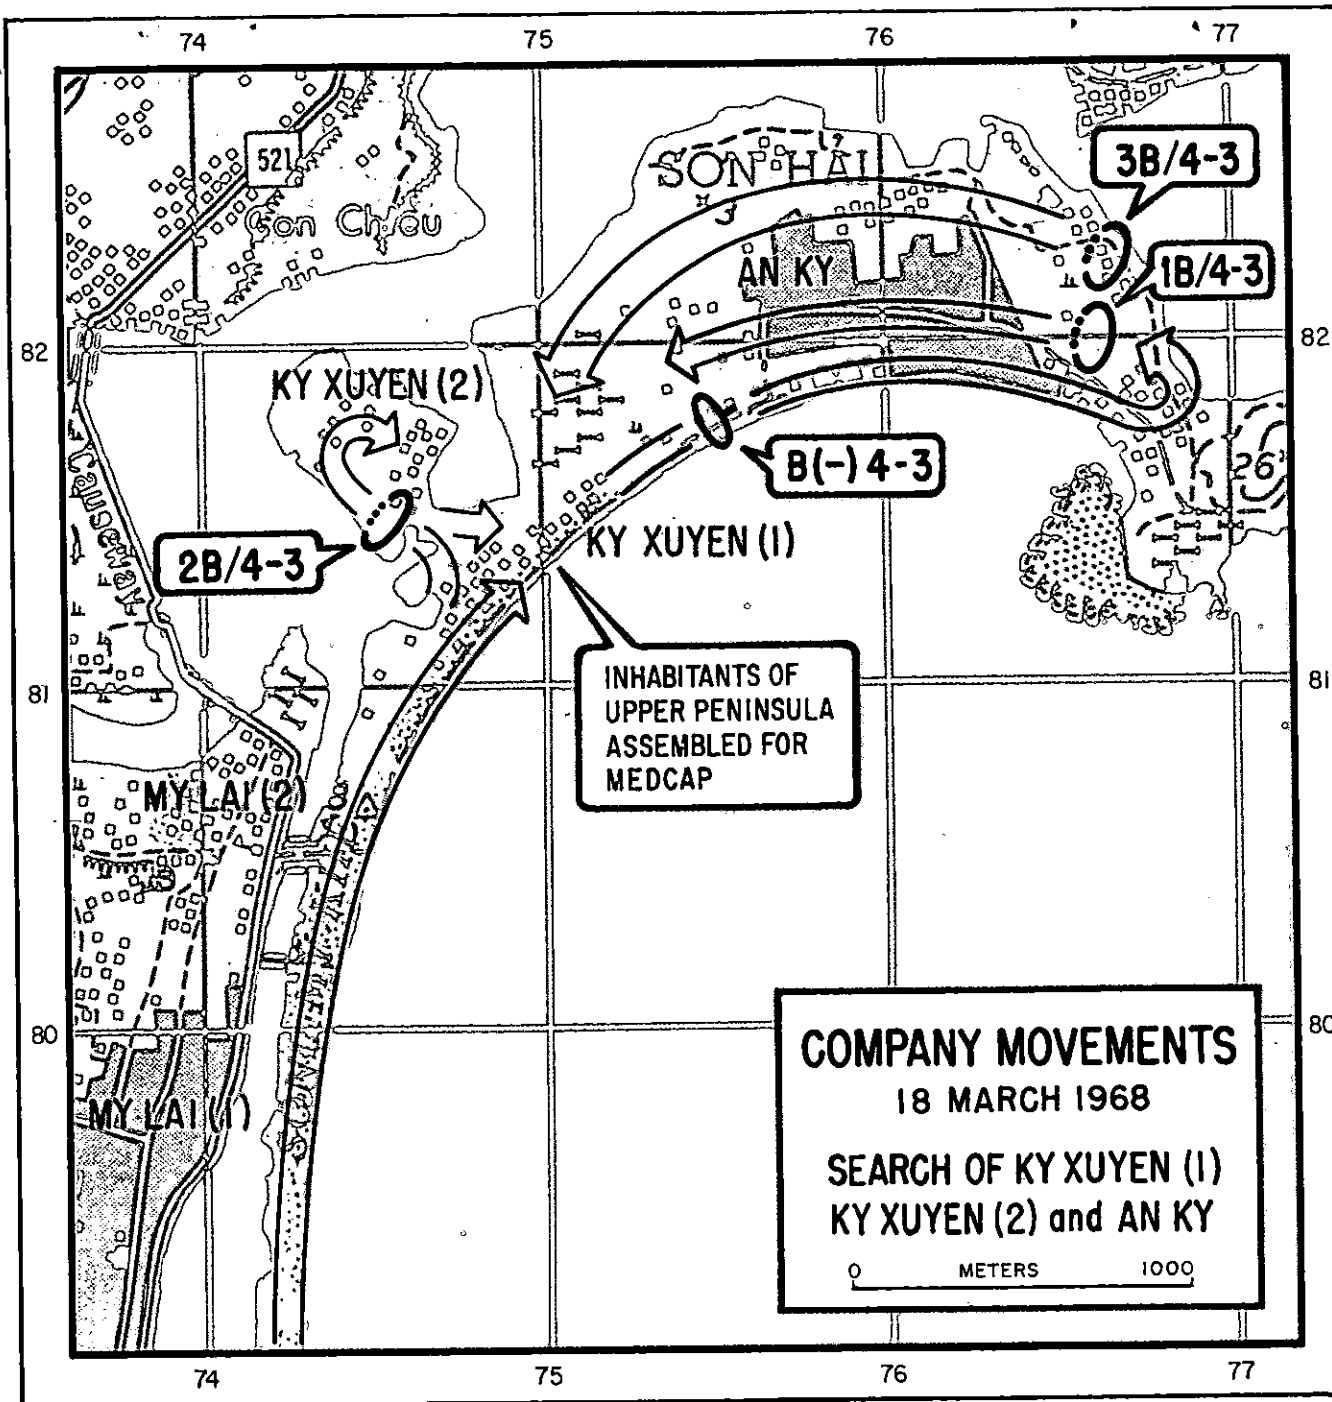 74 75 76 77
521
Con Chieu
SON HAI
3
3B/4-3
1B/4-3
AN KY
82 82
KY XUYEN (2)
B(-) 4-3
26
Causeway
2B/4-3
KY XUYEN (1)
INHABITANTS OF
UPPER PENINSULA
ASSEMBLED FOR
MEDCAP
81 81
MY LAI (2)
80 80
MY LAI (1)
COMPANY MOVEMENTS
18 MARCH 1968
SEARCH OF KY XUYEN (1)
KY XUYEN (2) and AN KY
0 METERS 1000
74 75 76 77